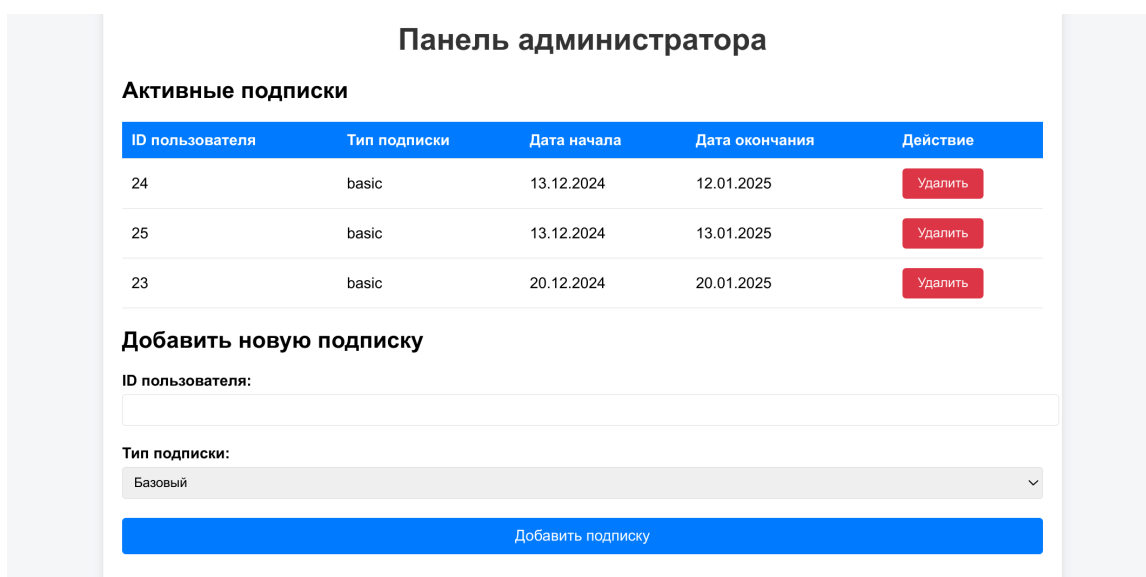 Панель администратора
Активные подписки
ID пользователя Тип подписки Дата начала Дата окончания Действие
24 basic 13.12.2024 12.01.2025 Удалить
25 basic 13.12.2024 13.01.2025 Удалить
23 basic 20.12.2024 20.01.2025 Удалить
Добавить новую подписку
ID пользователя:
Тип подписки:
Базовый
Добавить подписку